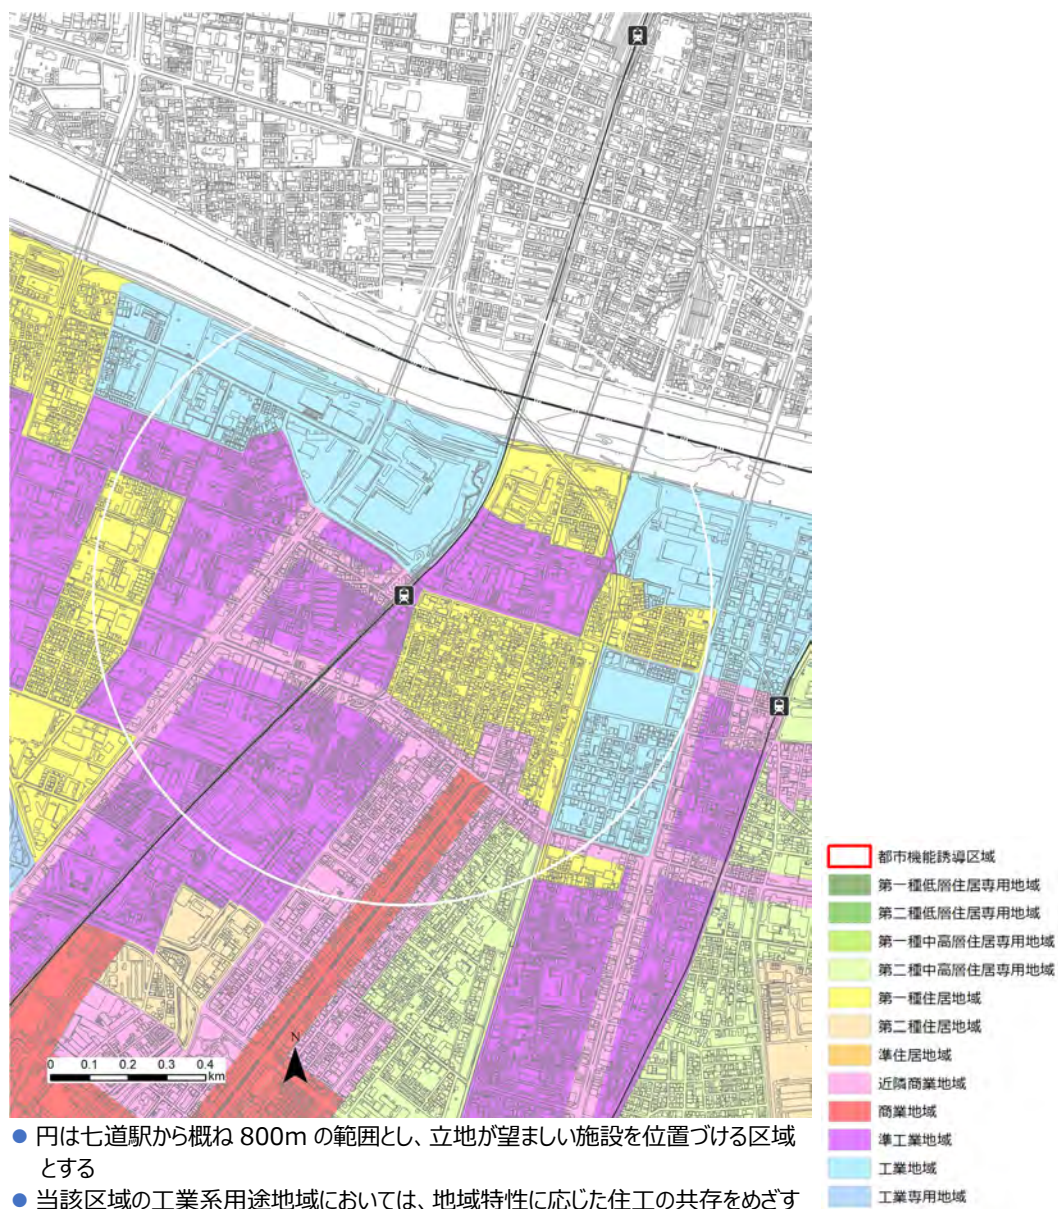 N
0 0.1 0.2 0.3 0.4
km
都市機能誘導区域
第一種低層住居専用地域
第二種低層住居専用地域
第一種中高層住居専用地域
第二種中高層住居専用地域
第一種住居地域
第二種住居地域
準住居地域
近隣商業地域
商業地域
準工業地域
工業地域
工業専用地域
● 円は七道駅から概ね 800m の範囲とし、立地が望ましい施設を位置づける区域
とする
● 当該区域の工業系用途地域においては、地域特性に応じた住工の共存をめざす